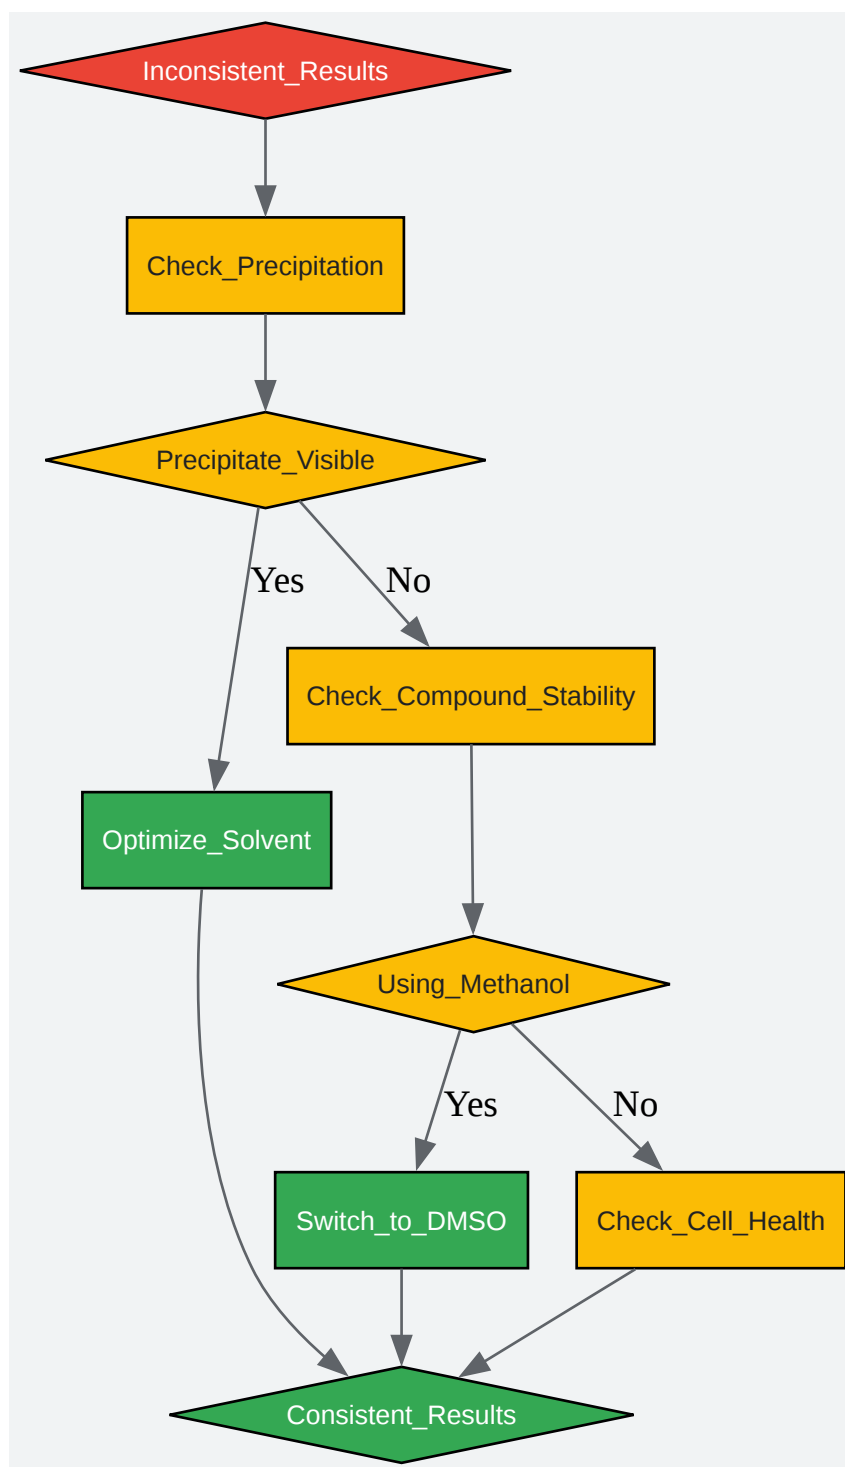 Inconsistent_Results
Check_Precipitation
Precipitate_Visible
Yes
No
Check_Compound_Stability
Optimize_Solvent
Using_Methanol
Yes
No
Switch_to_DMSO
Check_Cell_Health
Consistent_Results